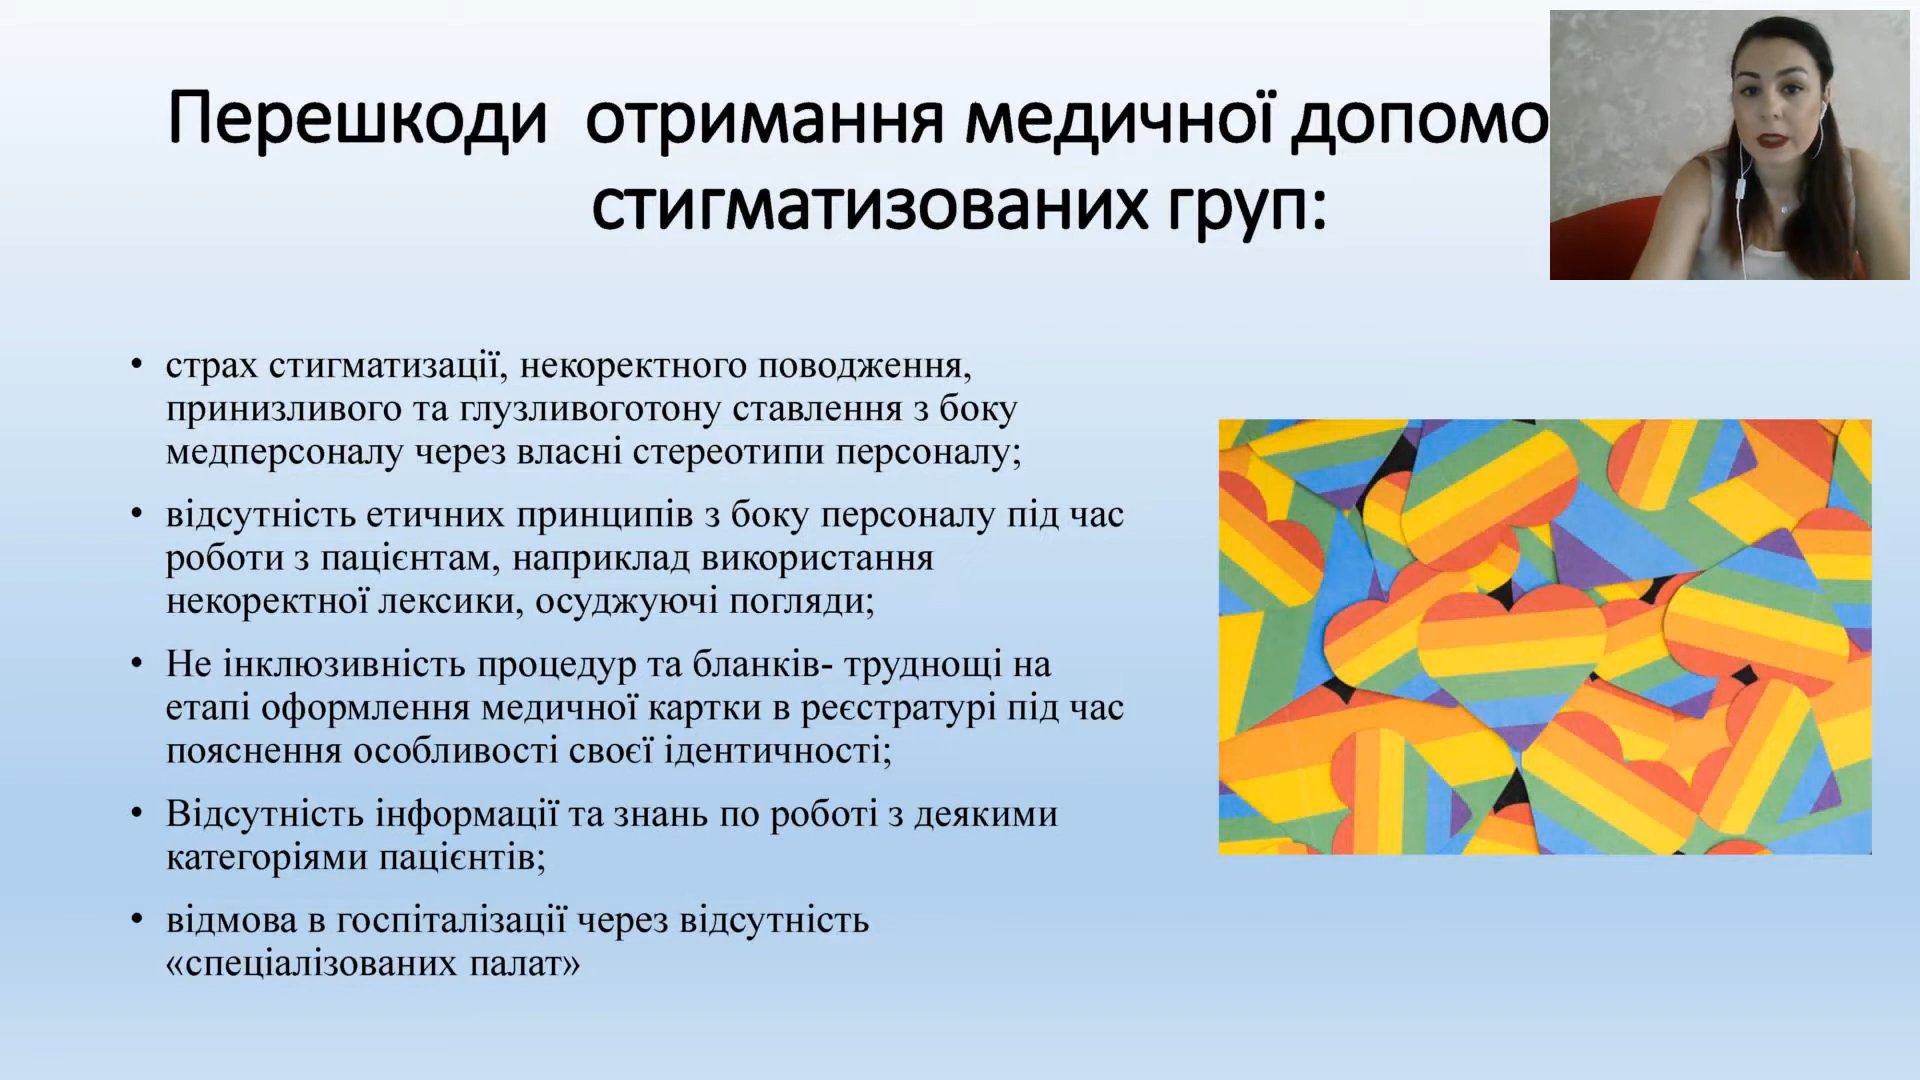 Перешкоди отримання медичної допомо
стигматизованих груп:
• страх стигматизації, некоректного поводження,
принизливого та глузливоготону ставлення з боку
медперсоналу через власні стереотипи персоналу;
• відсутність етичних принципів з боку персоналу під час
роботи з пацієнтам, наприклад використання
некоректної лексики, осуджуючі погляди;
• Не інклюзивність процедур та бланків- труднощі на
етапі оформлення медичної картки в реєстратурі під час
пояснення особливості своєї ідентичності;
• Відсутність інформації та знань по роботі з деякими
категоріями пацієнтів;
• відмова в госпіталізації через відсутність
«спеціалізованих палат»